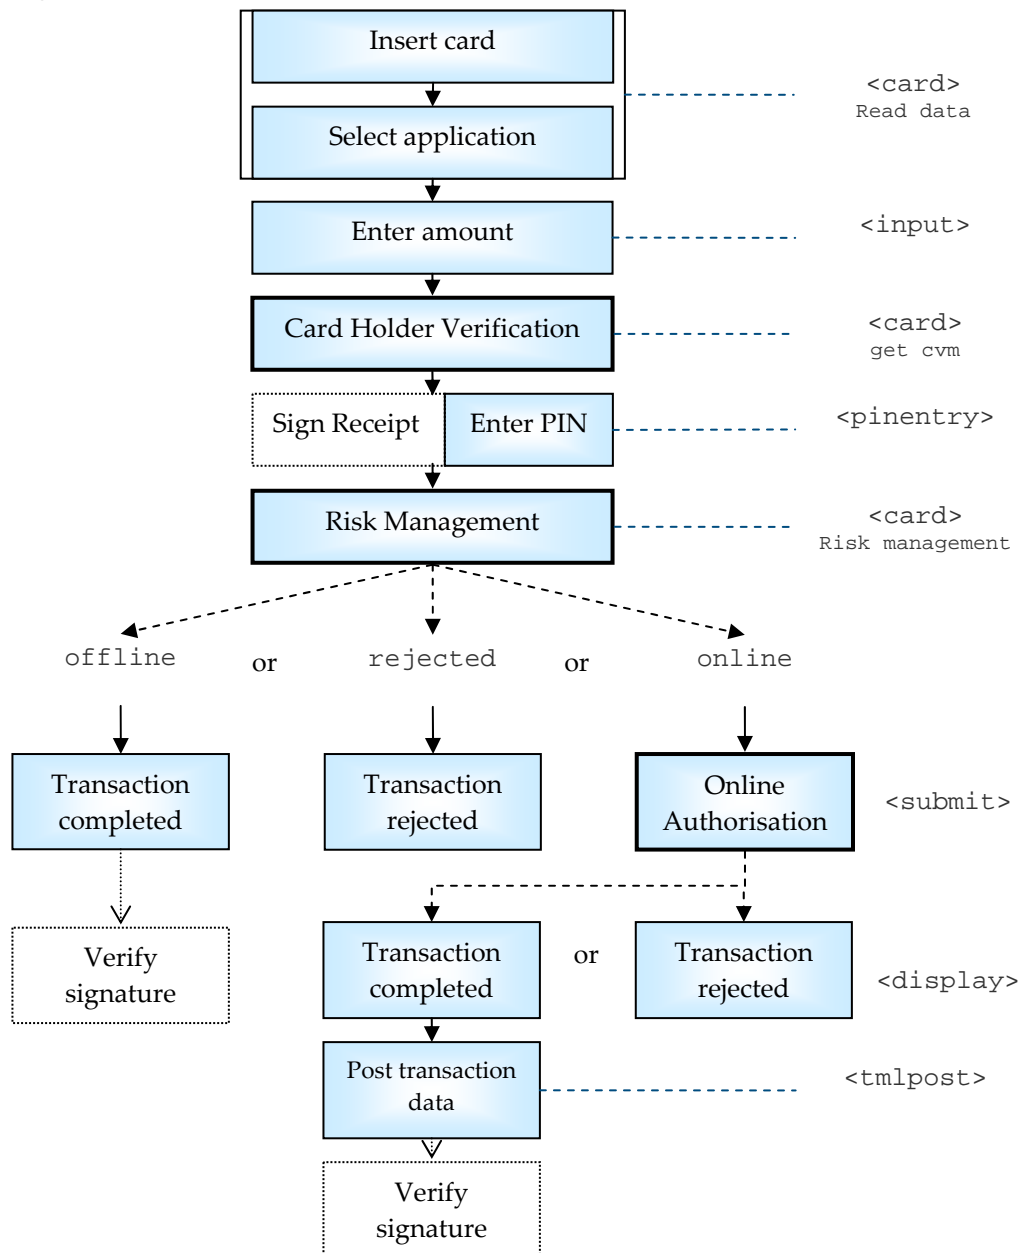 Insert card
<card>
Read data
Select application
Enter amount
<input>
Card Holder Verification
<card>
get cvm
Sign Receipt
Enter PIN
<pinentry>
Risk Management
<card>
Risk management
offline
or
rejected
or
online
Transaction
completed
Transaction
rejected
Online
Authorisation
<submit>
Verify
signature
Transaction
completed
or
Transaction
rejected
<display>
Post transaction
data
<tmlpost>
Verify
signature